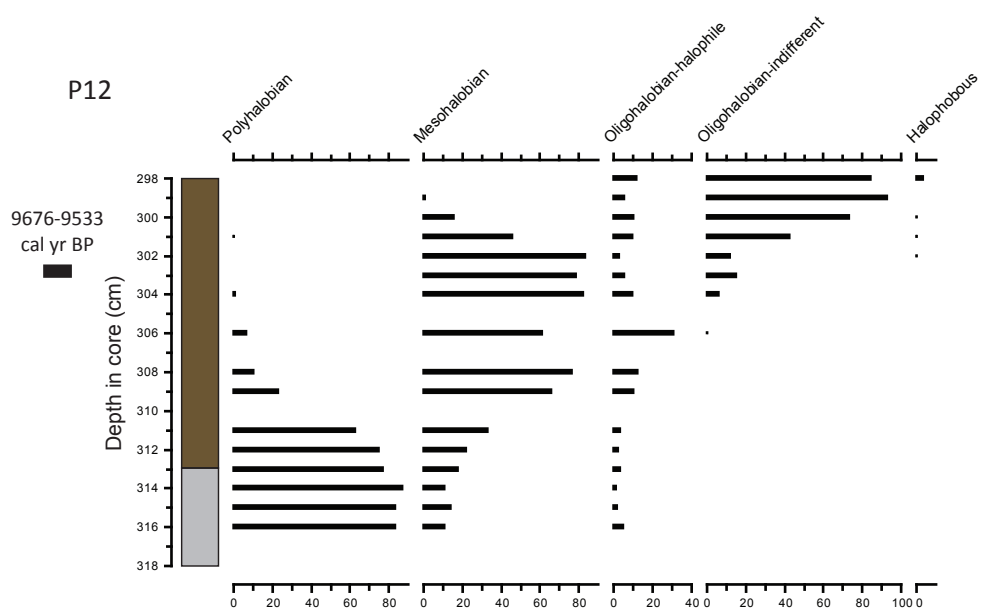 P12
Polyhalobian
Mesohalobian
Oligohalobian-halophile
Oligohalobian-indifferent
Halophobous
9676-9533
cal yr BP
Depth in core (cm)
298
300
302
304
306
308
310
312
314
316
318
0 20 40 60 80 0 20 40 60 80 0 20 40 0 20 40 60 80 100 0